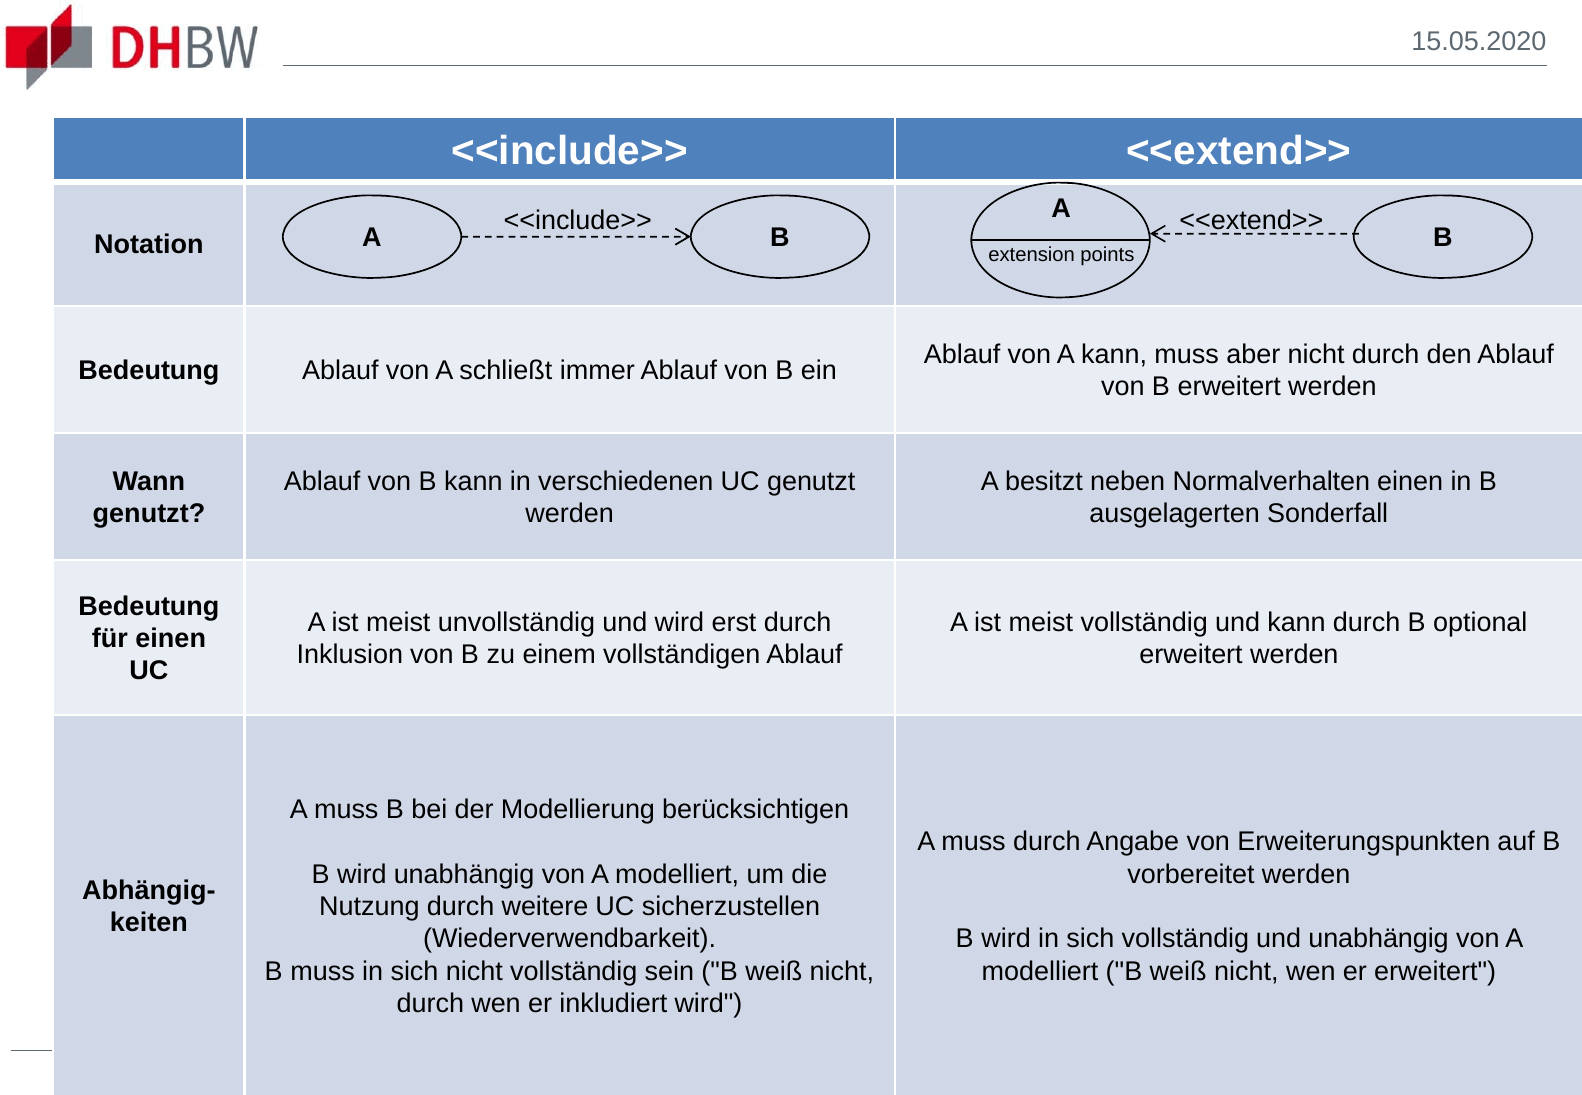 DHBW
15.05.2020
<<include>>
<<extend>>
Notation
A
<<include>>
B
A
extension points
<<extend>>
B
Bedeutung
Ablauf von A schließt immer Ablauf von B ein
Ablauf von A kann, muss aber nicht durch den Ablauf
von B erweitert werden
Wann
genutzt?
Ablauf von B kann in verschiedenen UC genutzt
werden
A besitzt neben Normalverhalten einen in B
ausgelagerten Sonderfall
Bedeutung
für einen
UC
A ist meist unvollständig und wird erst durch
Inklusion von B zu einem vollständigen Ablauf
A ist meist vollständig und kann durch B optional
erweitert werden
Abhängig-
keiten
A muss B bei der Modellierung berücksichtigen
B wird unabhängig von A modelliert, um die
Nutzung durch weitere UC sicherzustellen
(Wiederverwendbarkeit).
B muss in sich nicht vollständig sein ("B weiß nicht,
durch wen er inkludiert wird")
A muss durch Angabe von Erweiterungspunkten auf B
vorbereitet werden
B wird in sich vollständig und unabhängig von A
modelliert ("B weiß nicht, wen er erweitert")